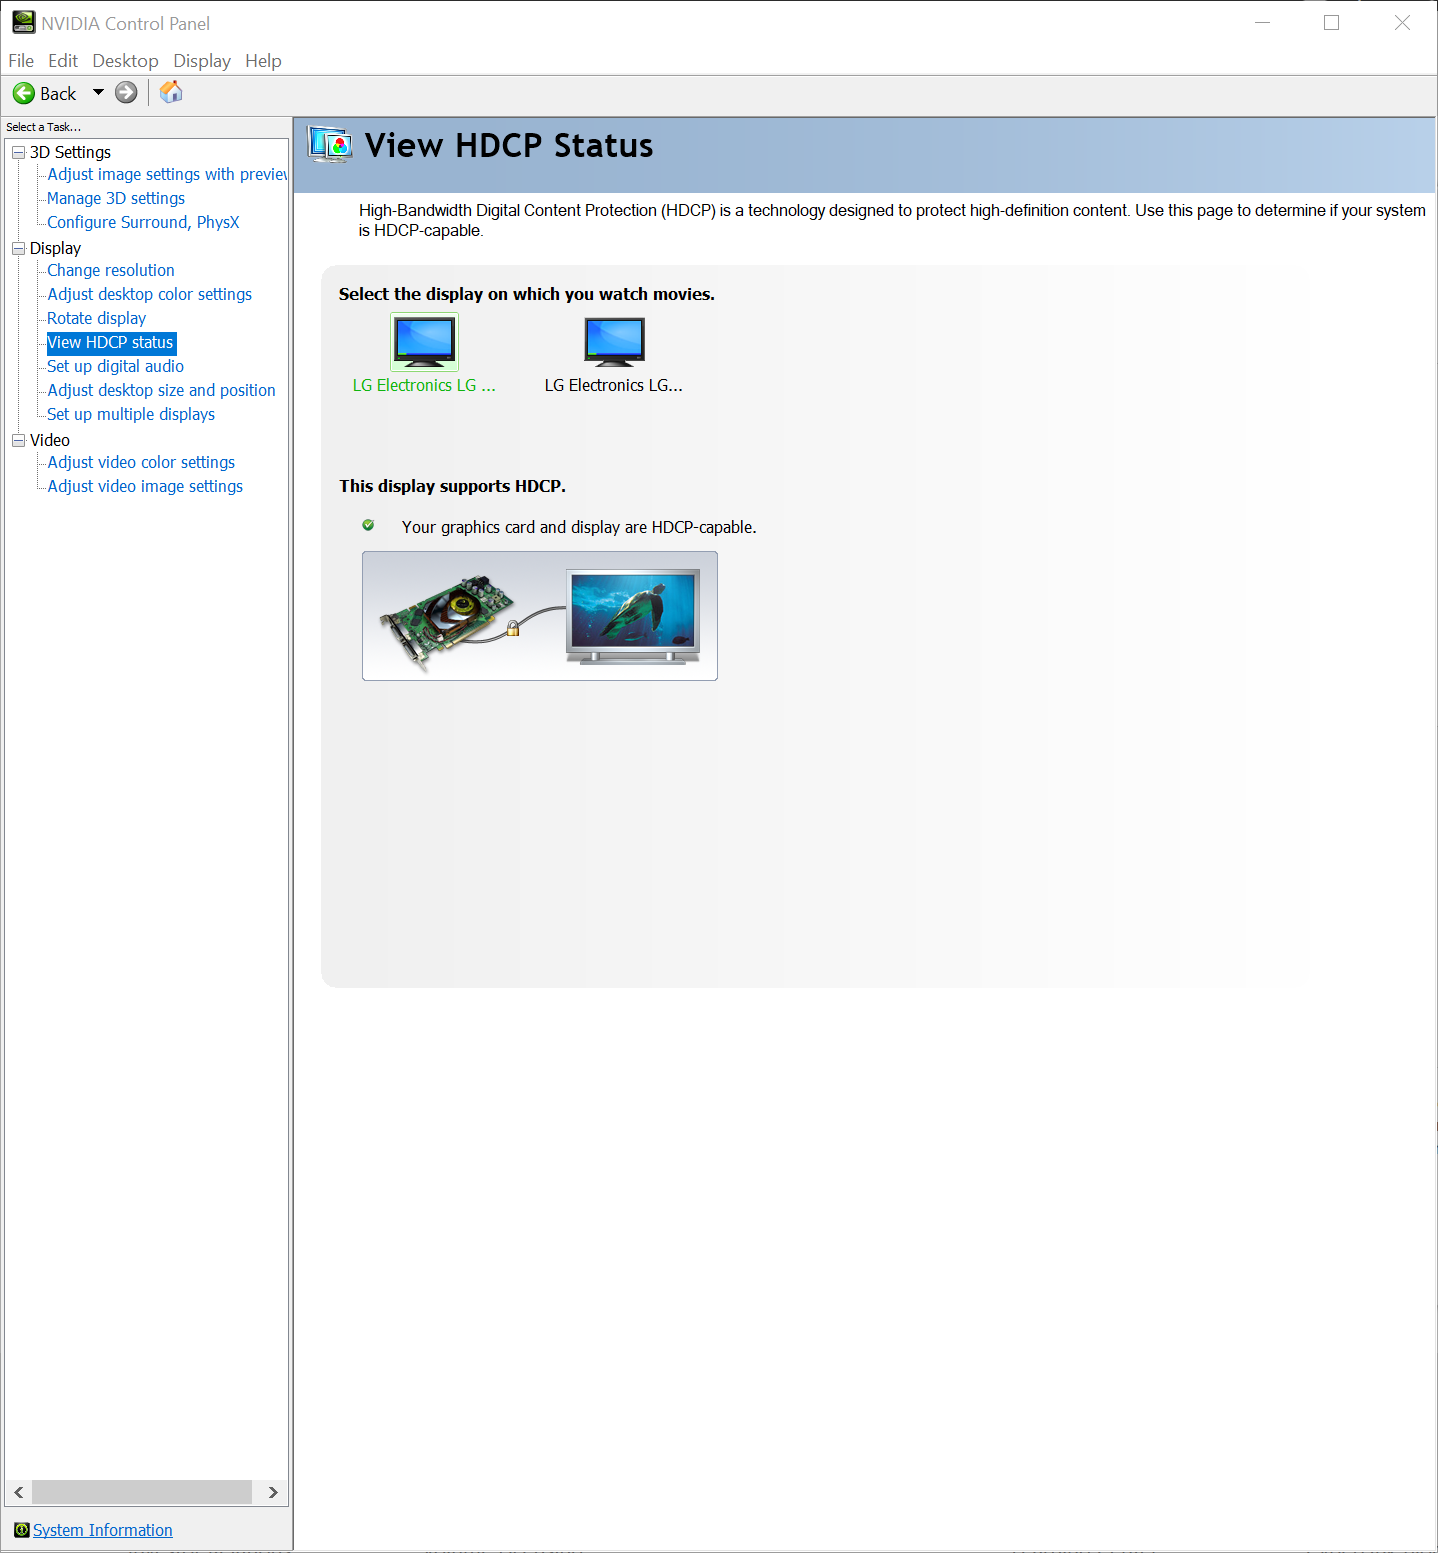 NVIDIA Control Panel
File Edit Desktop Display Help
Back
Select a Task...
3D Settings
Adjust image settings with preview
Manage 3D settings
Configure Surround, PhysX
Display
Change resolution
Adjust desktop color settings
Rotate display
View HDCP status
Set up digital audio
Adjust desktop size and position
Set up multiple displays
Video
Adjust video color settings
Adjust video image settings
System Information
View HDCP Status
High-Bandwidth Digital Content Protection (HDCP) is a technology designed to protect high-definition content. Use this page to determine if your system
is HDCP-capable.
Select the display on which you watch movies.
LG Electronics LG ...
LG Electronics LG...
This display supports HDCP.
Your graphics card and display are HDCP-capable.